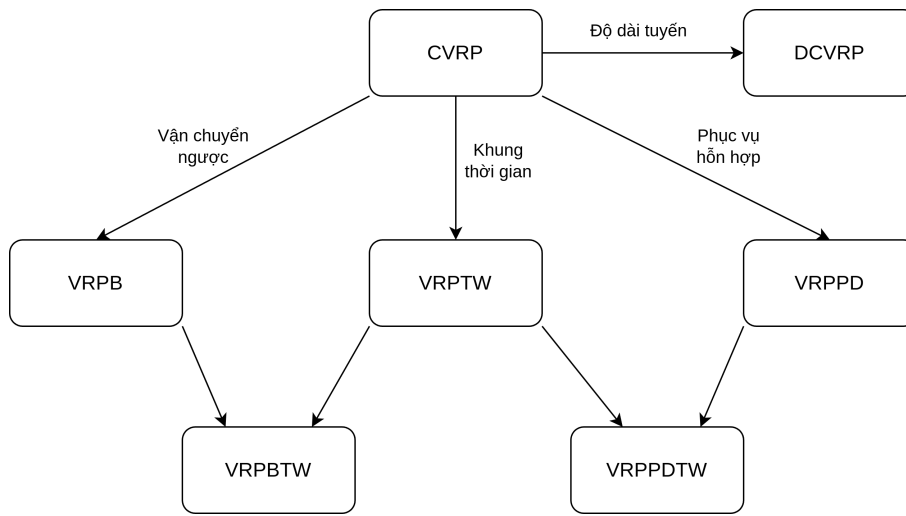 CVRP
Độ dài tuyến
DCVRP
Vận chuyển
ngược
Khung
thời gian
Phục vụ
hỗn hợp
VRPB
VRPTW
VRPPD
VRPBTW
VRPPDTW